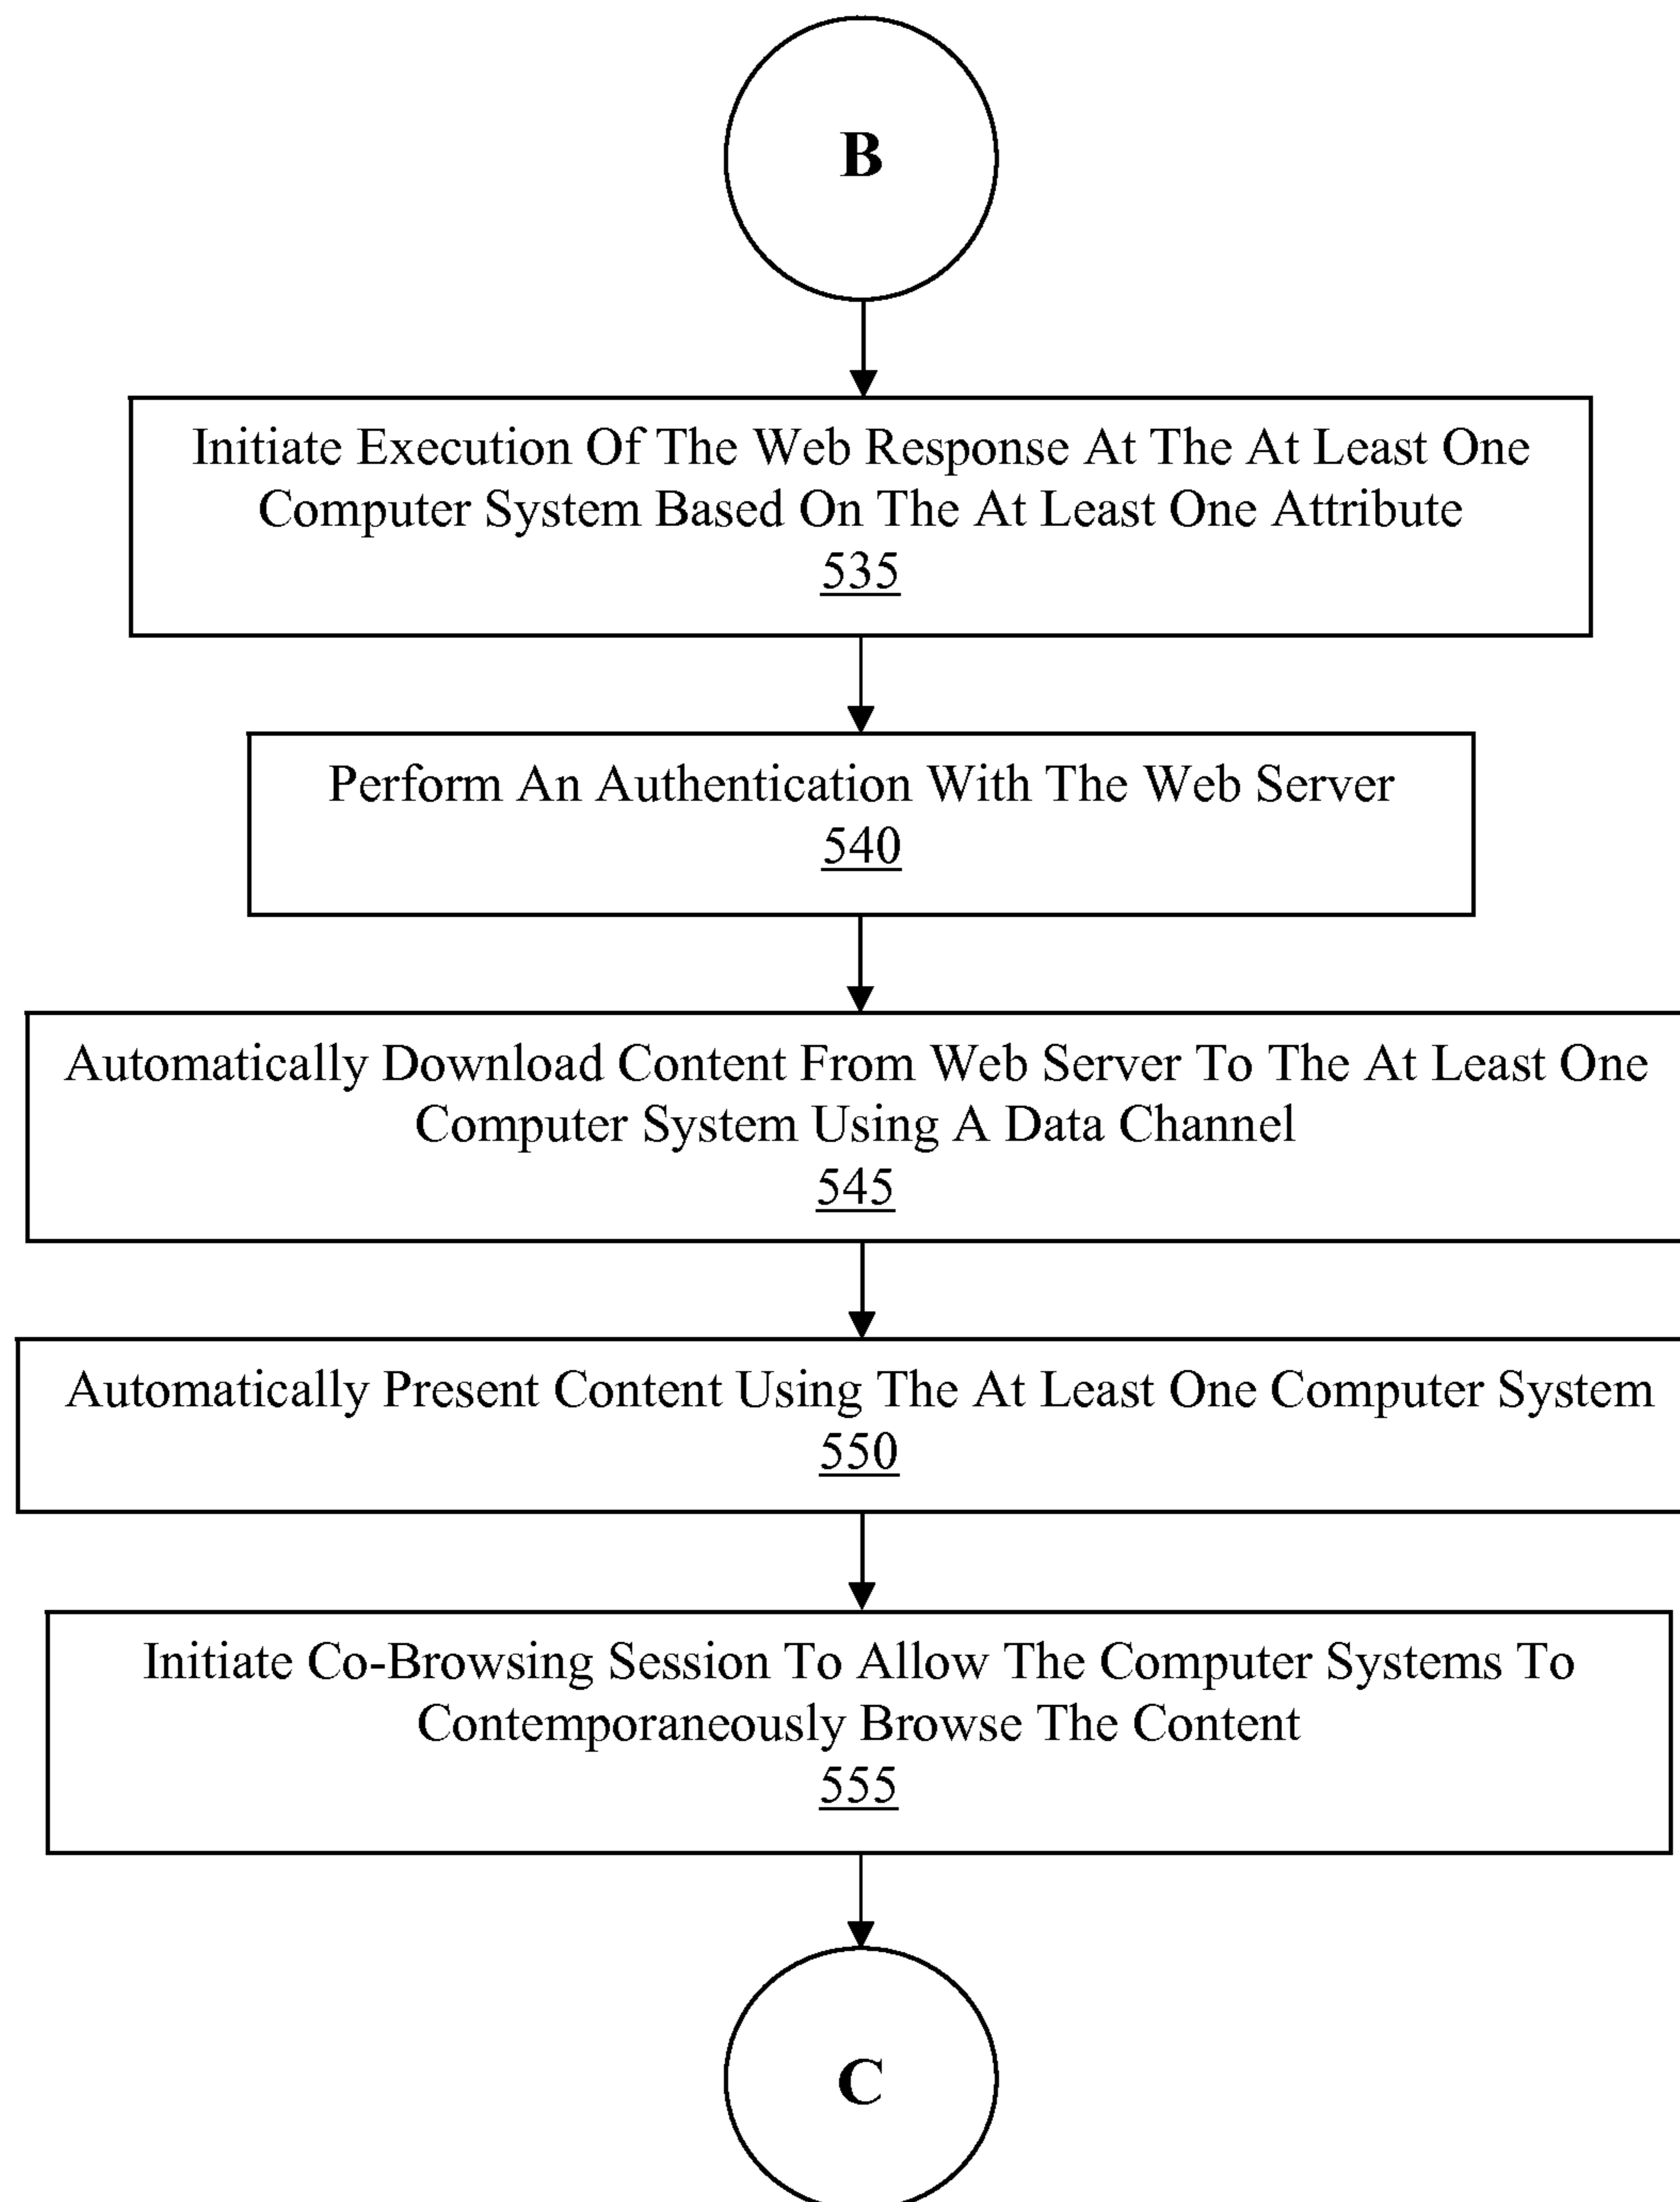 B
Initiate Execution Of The Web Response At The At Least One
Computer System Based On The At Least One Attribute
535
Perform An Authentication With The Web Server
540
Automatically Download Content From Web Server To The At Least One
Computer System Using A Data Channel
545
Automatically Present Content Using The At Least One Computer System
550
Initiate Co-Browsing Session To Allow The Computer Systems To
Contemporaneously Browse The Content
555
C